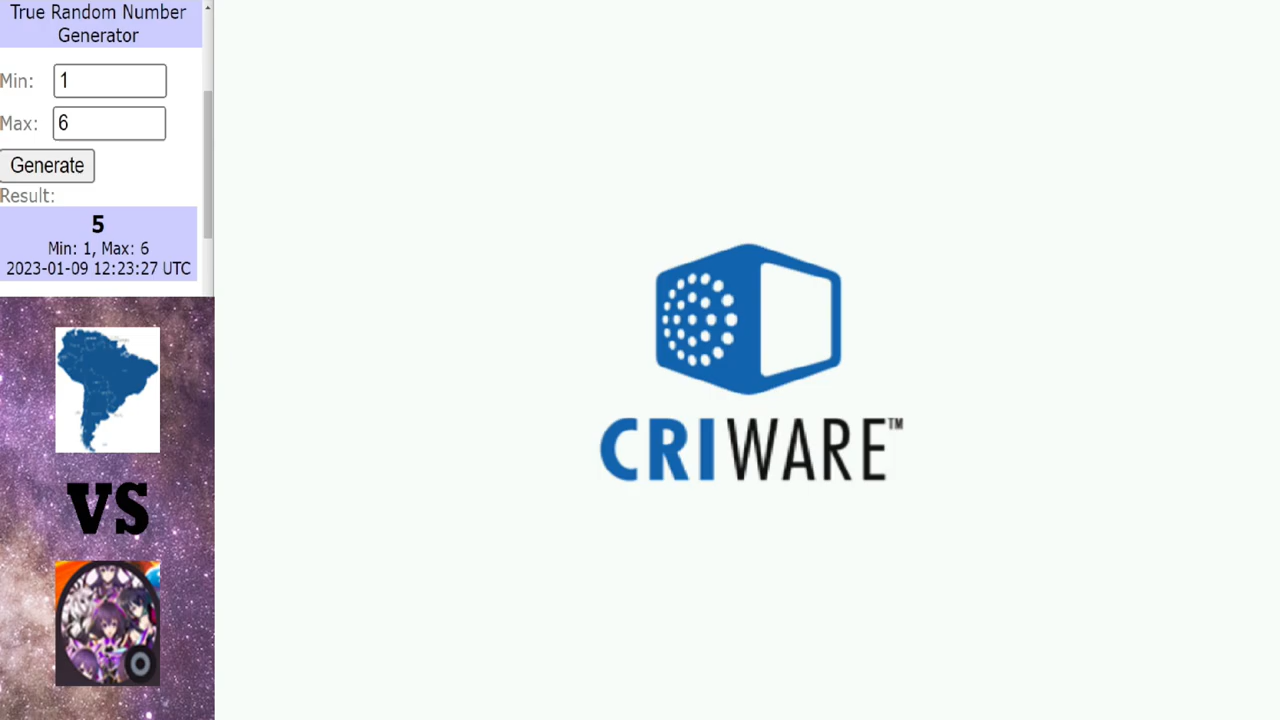 True Random Number
Generator
Min: 1
Max: 6
Generate
Result:
5
Min: 1, Max: 6
2023-01-09 12:23:27 UTC
VS
CRIWARE™